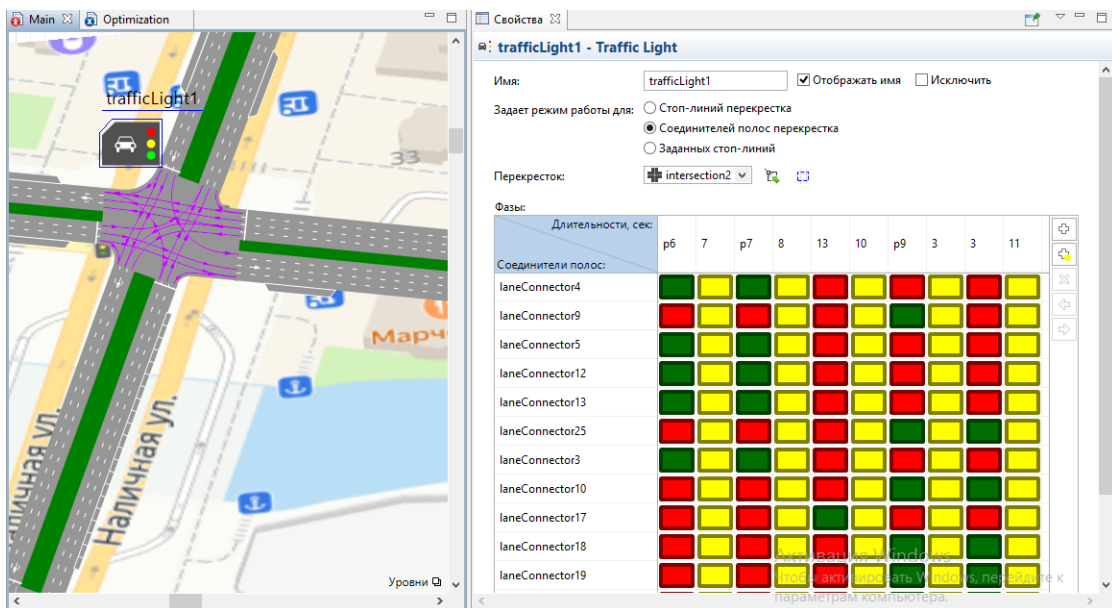 Main
Optimization
trafficLight1
33
Марч
Наличная ул.
Наличная ул.
Уровни
Свойства
trafficLight1 - Traffic Light
Имя:
trafficLight1
Отображать имя
Исключить
Задает режим работы для:
Стоп-линий перекрестка
Соединителей полос перекрестка
Заданных стоп-линий
Перекресток:
intersection2
Фазы:
Длительности, сек:
p6 7 p7 8 13 10 p9 3 3 11
Соединители полос:
laneConnector4
laneConnector9
laneConnector5
laneConnector12
laneConnector13
laneConnector25
laneConnector3
laneConnector10
laneConnector17
laneConnector18
laneConnector19
Активация Windows
Чтобы активировать Windows, перейдите к
параметрам компьютера.